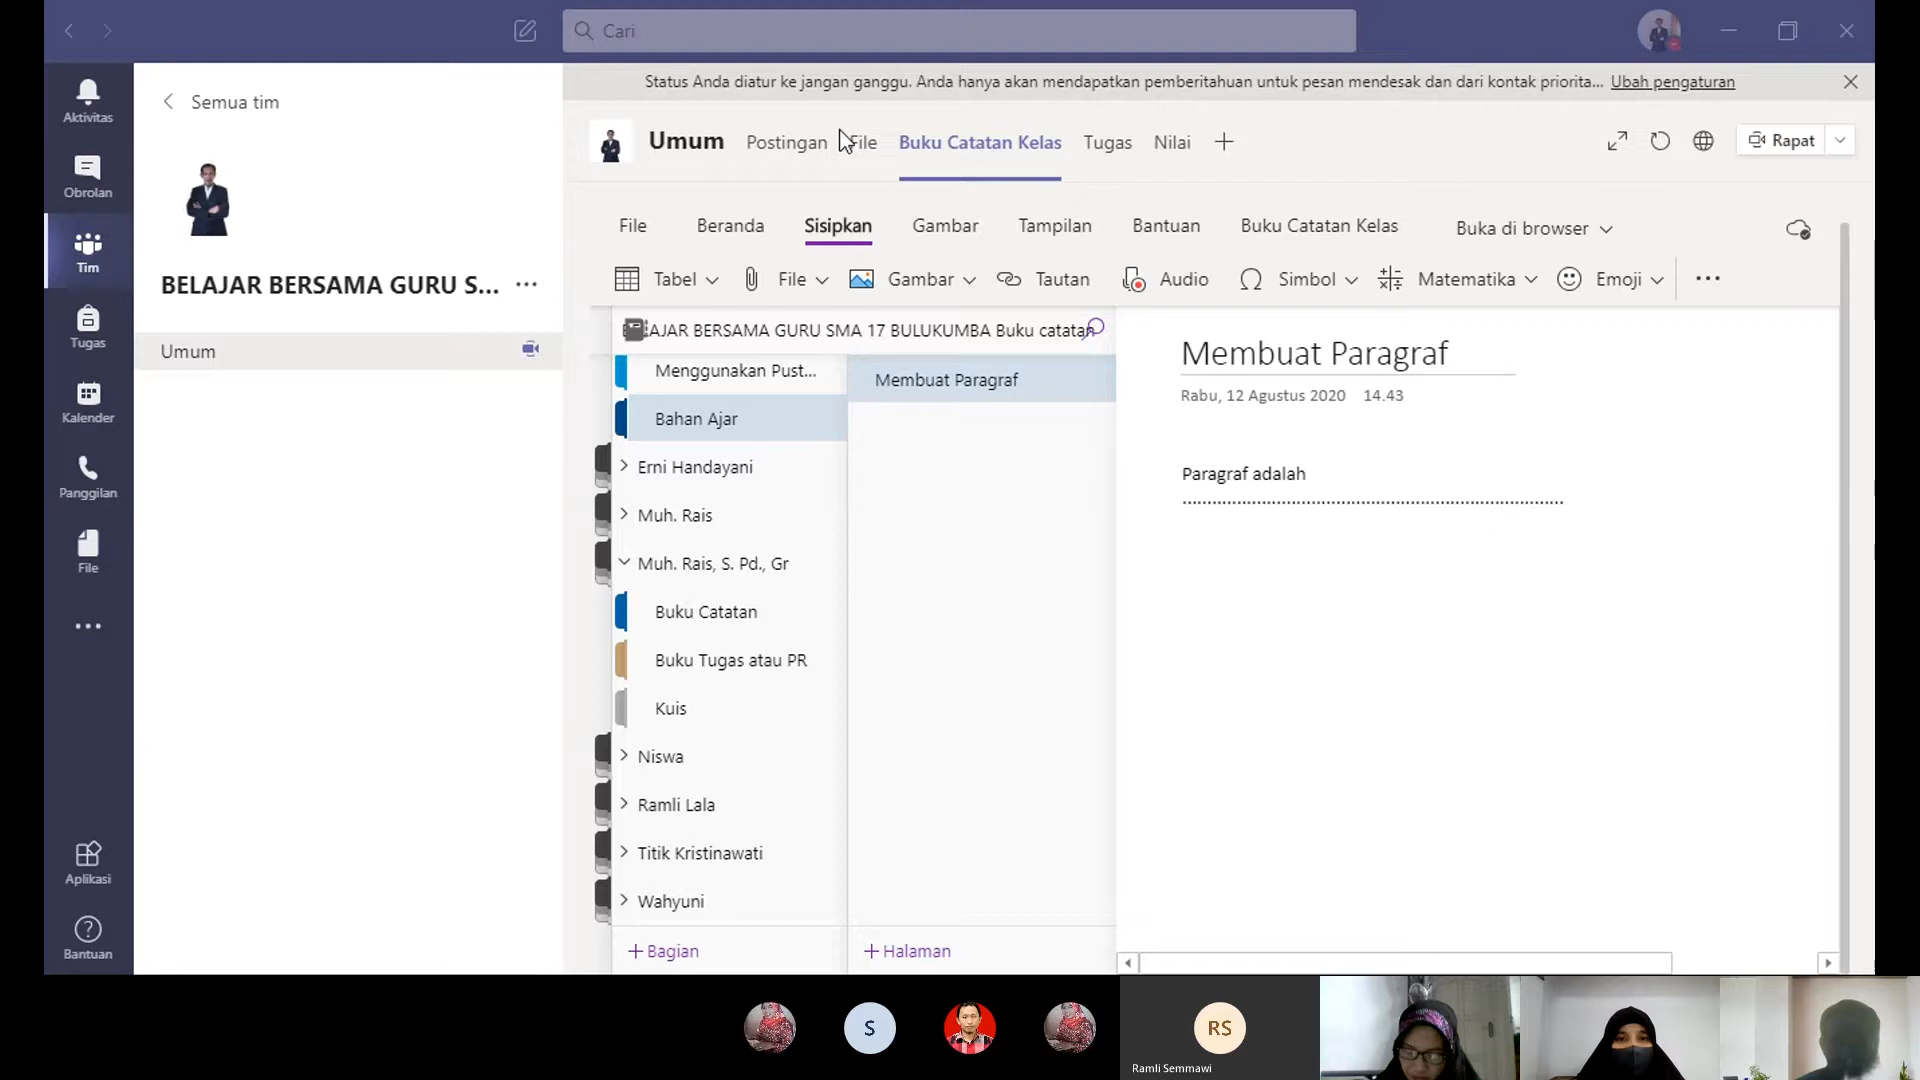 Cari
Status Anda diatur ke jangan ganggu. Anda hanya akan mendapatkan pemberitahuan untuk pesan mendesak dan dari kontak priorita... Ubah pengaturan
Aktivitas
Obrolan
Tim
Tugas
Kalender
Panggilan
File
Aplikasi
Bantuan
Semua tim
BELAJAR BERSAMA GURU S... ...
Umum
Umum Postingan File Buku Catatan Kelas Tugas Nilai
Rapat
File Beranda Sisipkan Gambar Tampilan Bantuan Buku Catatan Kelas Buka di browser
Tabel File Gambar Tautan Audio Simbol Matematika Emoji ...
BELAJAR BERSAMA GURU SMA 17 BULUKUMBA Buku catatan
Menggunakan Pust...
Bahan Ajar
Erni Handayani
Muh. Rais
Muh. Rais, S. Pd., Gr
Buku Catatan
Buku Tugas atau PR
Kuis
Niswa
Ramli Lala
Titik Kristinawati
Wahyuni
+ Bagian
Membuat Paragraf
+ Halaman
Membuat Paragraf
Rabu, 12 Agustus 2020 14.43
Paragraf adalah
................................................................................
S
RS
Ramli Semmawi